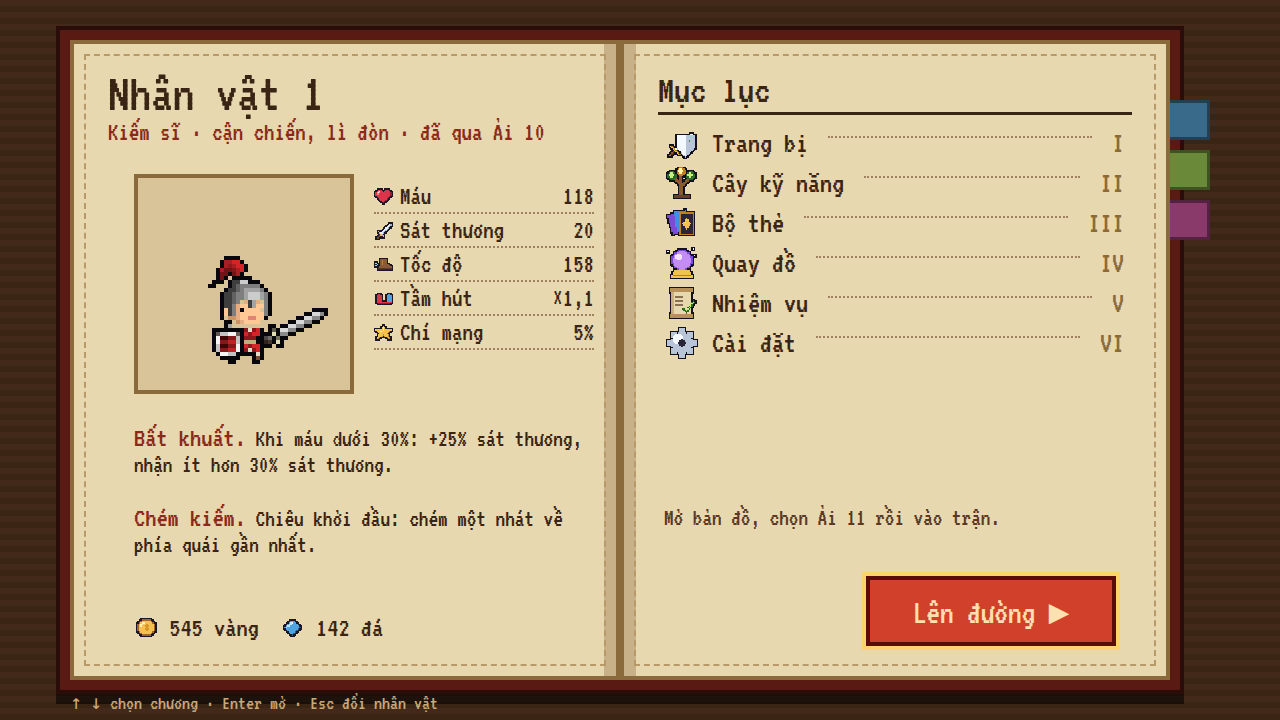 Nhân vật 1
Kiếm sĩ · cận chiến, lì đòn · đã qua Ải 10
Máu 118
Sát thương 20
Tốc độ 158
Tầm hút X1,1
Chí mạng 5%
Bất khuất. Khi máu dưới 30%: +25% sát thương,
nhận ít hơn 30% sát thương.
Chém kiếm. Chiêu khởi đầu: chém một nhát về
phía quái gần nhất.
545 vàng 142 đá
Mục lục
Trang bị I
Cây kỹ năng II
Bộ thẻ III
Quay đồ IV
Nhiệm vụ V
Cài đặt VI
Mở bản đồ, chọn Ải 11 rồi vào trận.
Lên đường ▶
↑ ↓ chọn chương · Enter mở · Esc đổi nhân vật